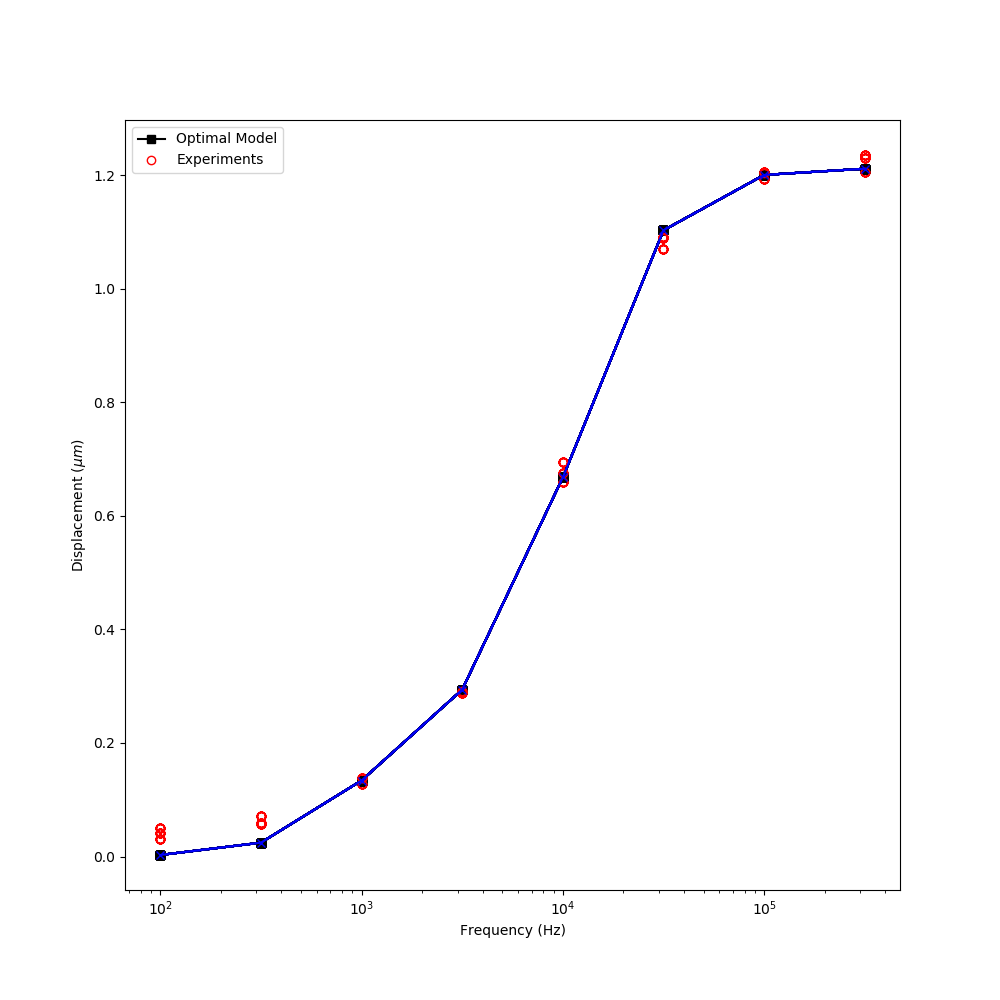 Optimal Model
Experiments
1.2
1.0
0.8
0.6
0.4
0.2
0.0
Displacement (μm)
10²
10³
10⁴
10⁵
Frequency (Hz)